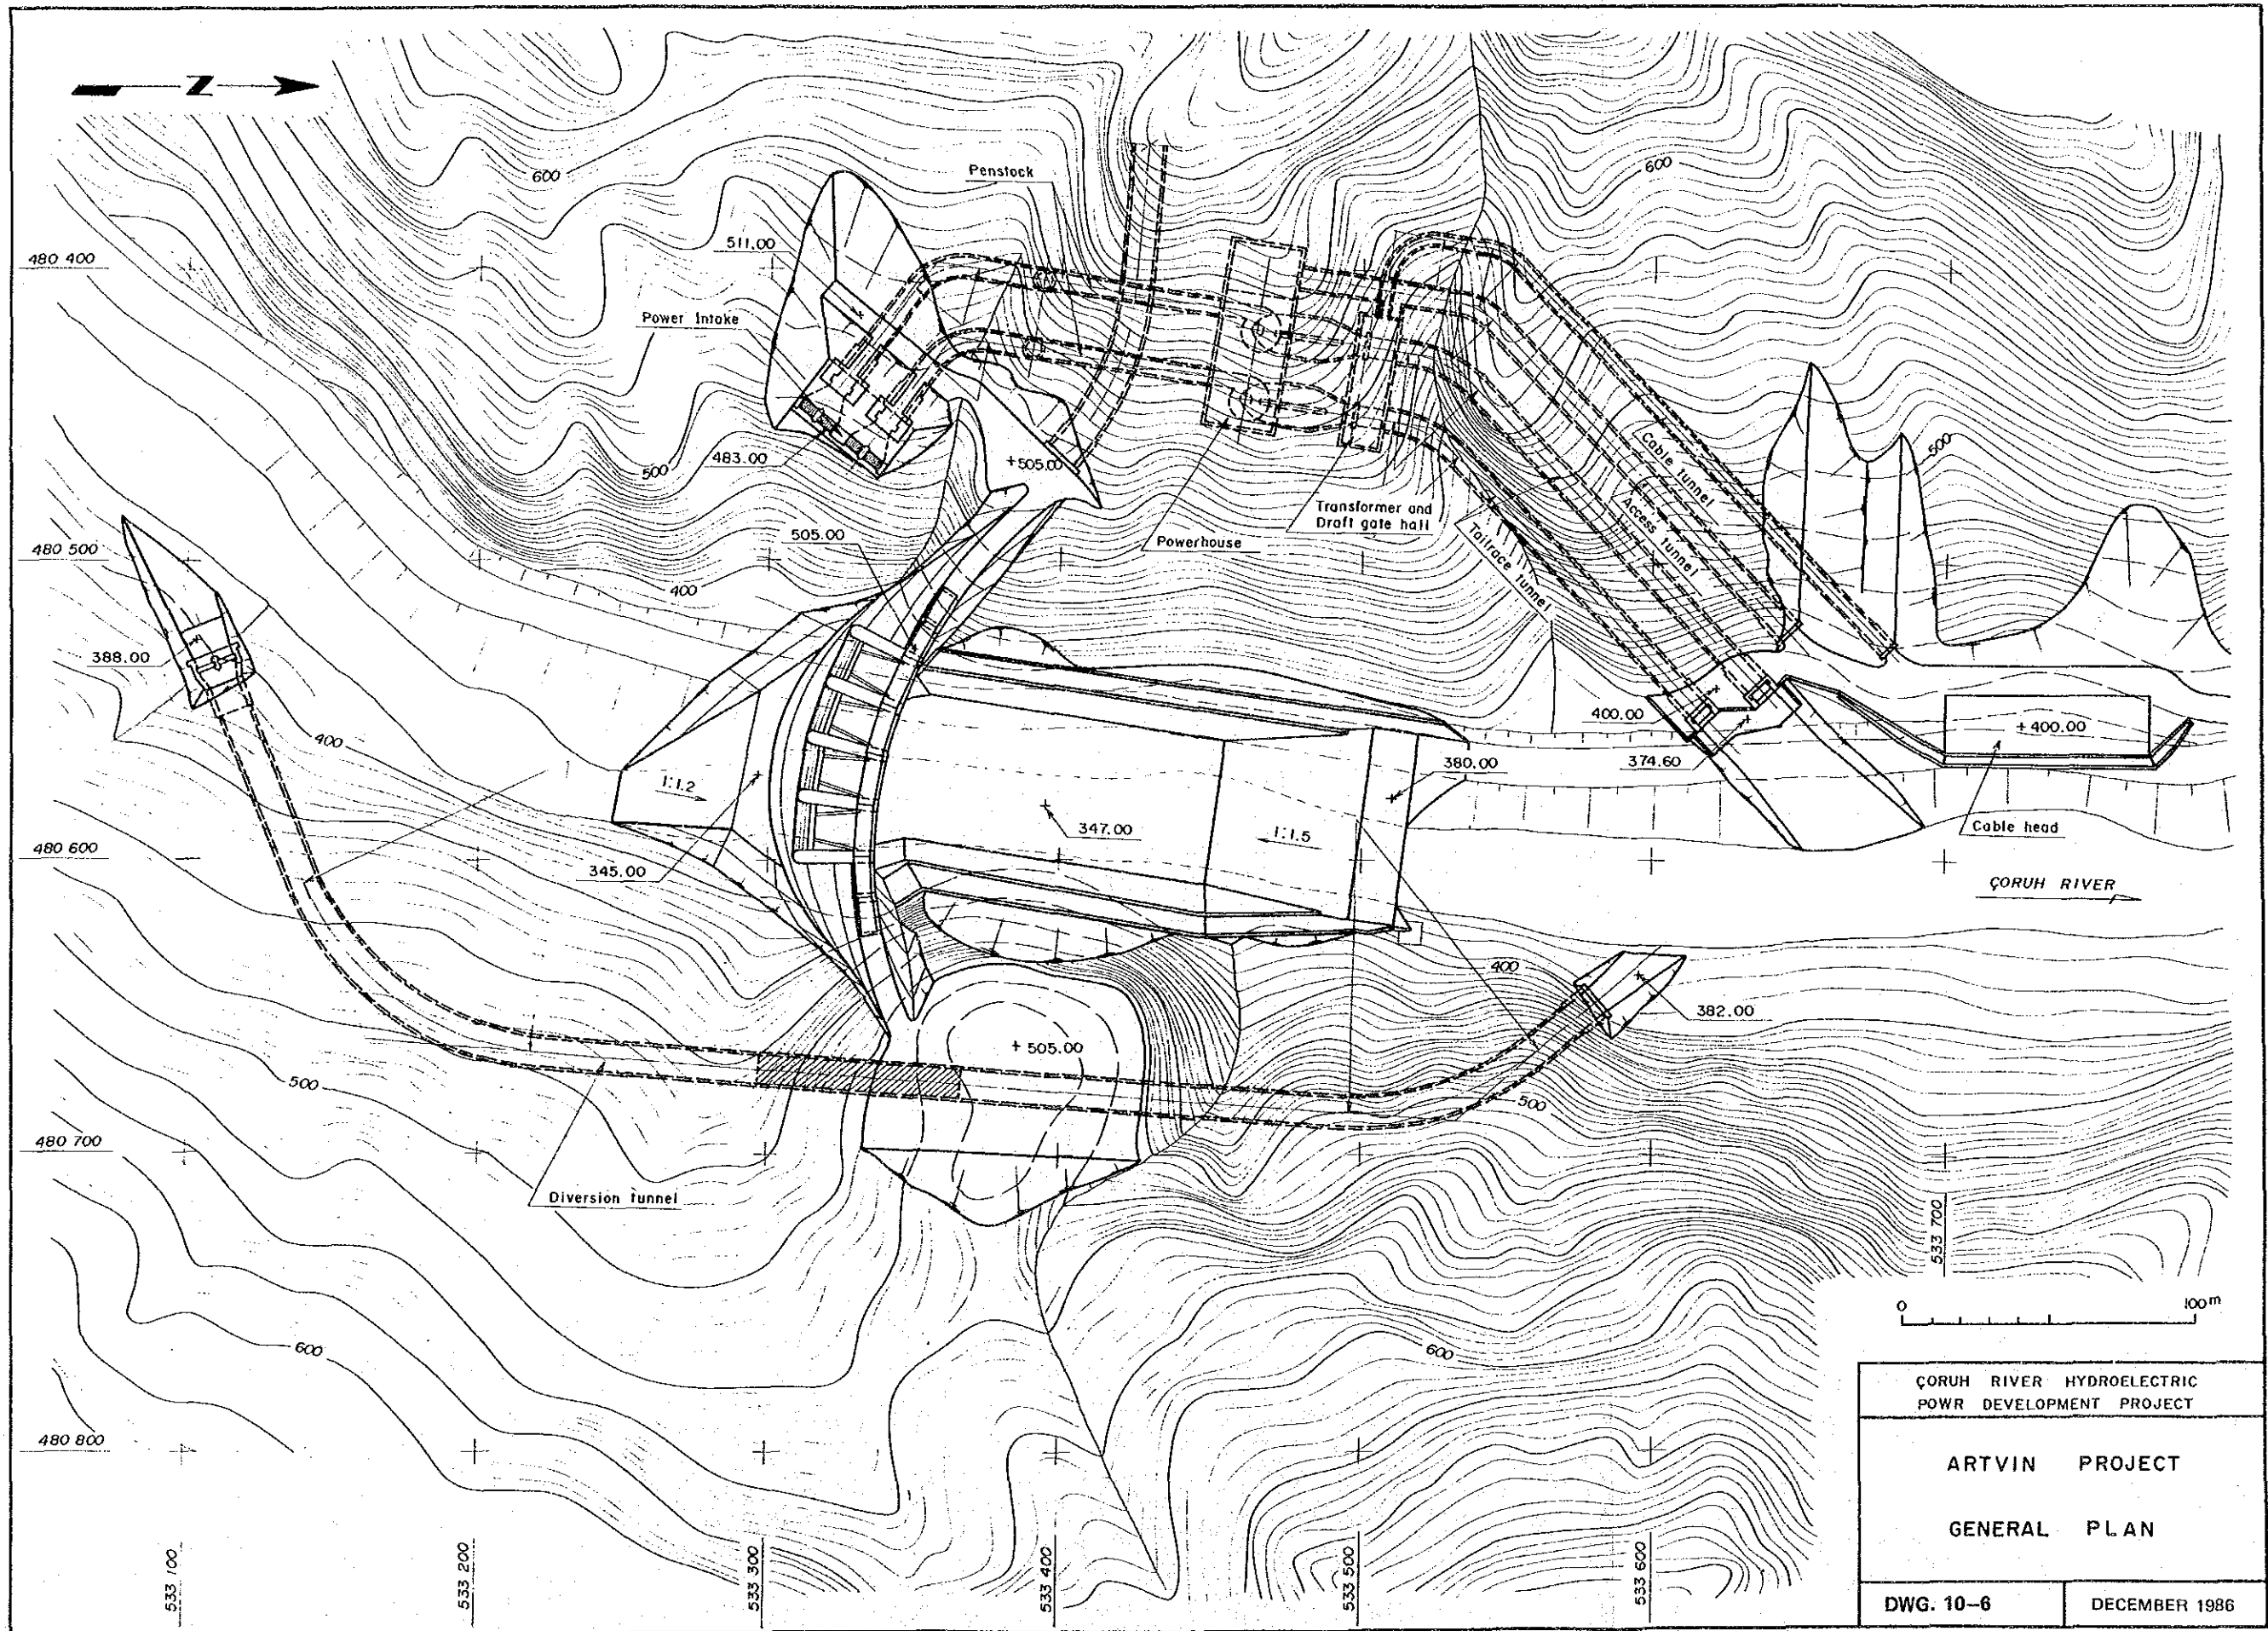 Z
600
Penstock
600
511.00
480 400
Power Intake
500
483.00
+505.00
Cable tunnel
500
Access tunnel
Transformer and
Draft gate hall
Tailrace tunnel
Powerhouse
505.00
480 500
400
388.00
400
400.00
374.60
+400.00
380.00
1:1.2
347.00
1:1.5
Cable head
345.00
480 600
ÇORUH RIVER
400
382.00
+ 505.00
500
500
480 700
Diversion tunnel
533 700
0
100m
600
600
ÇORUH RIVER HYDROELECTRIC
POWR DEVELOPMENT PROJECT
480 800
ARTVIN PROJECT
GENERAL PLAN
533 100
533 200
533 300
533 400
533 500
533 600
DWG. 10-6
DECEMBER 1986